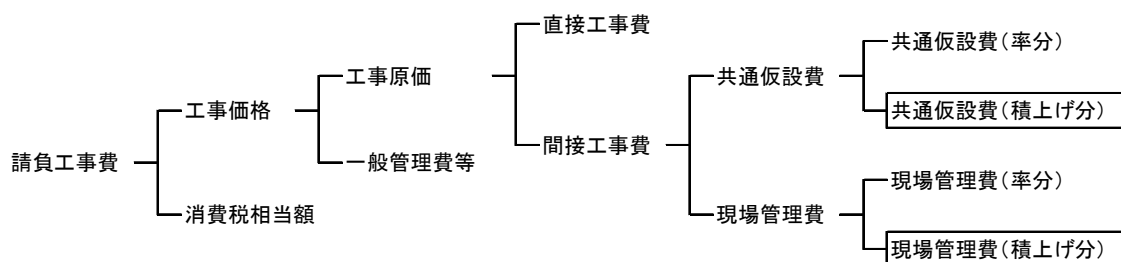 直接工事費
共通仮設費(率分)
工事原価
共通仮設費
工事価格
共通仮設費(積上げ分)
間接工事費
請負工事費
一般管理費等
現場管理費(率分)
消費税相当額
現場管理費
現場管理費(積上げ分)